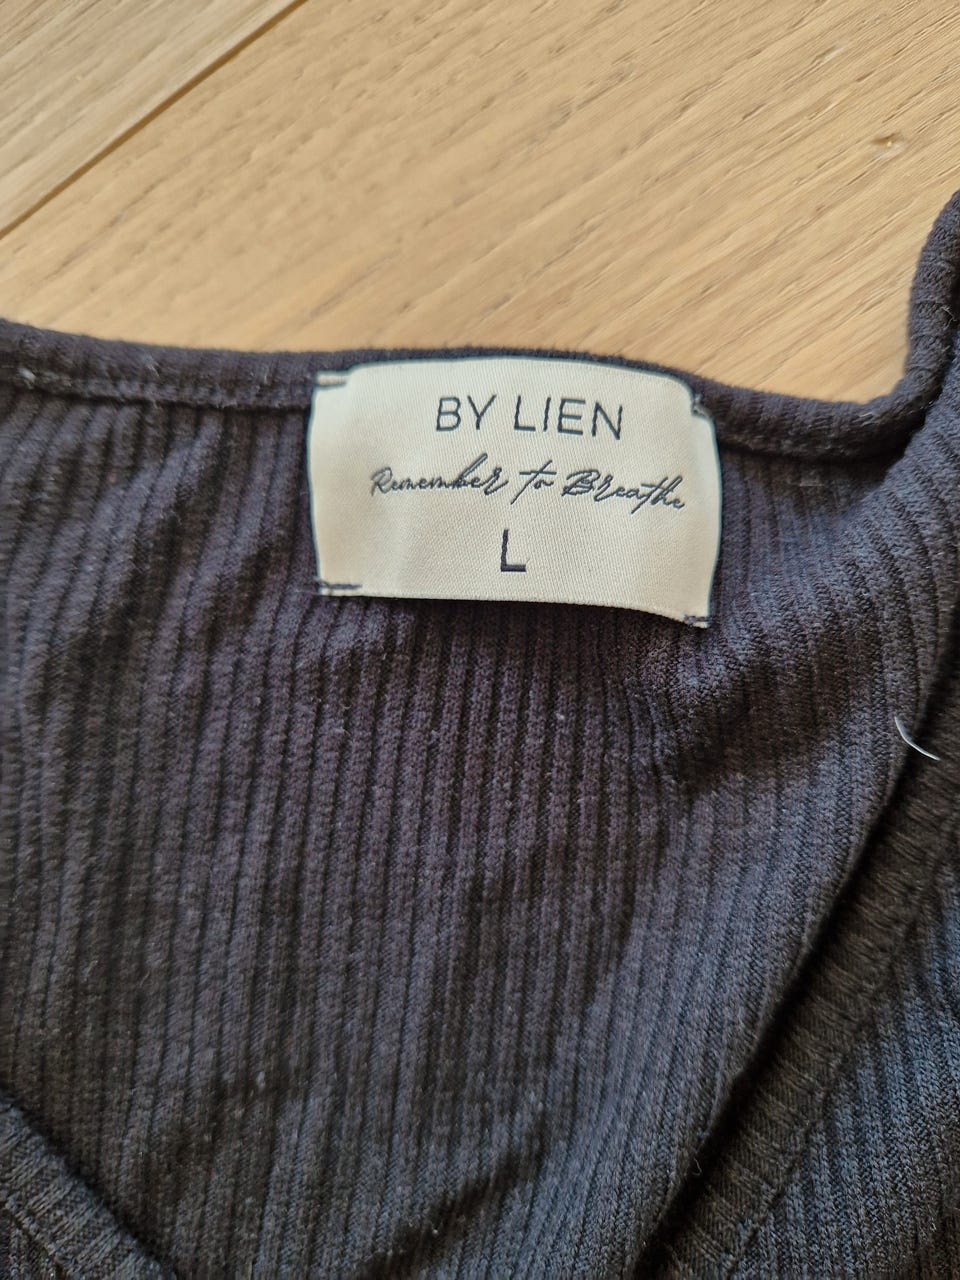 BY LIEN
Remember to Breathe
L